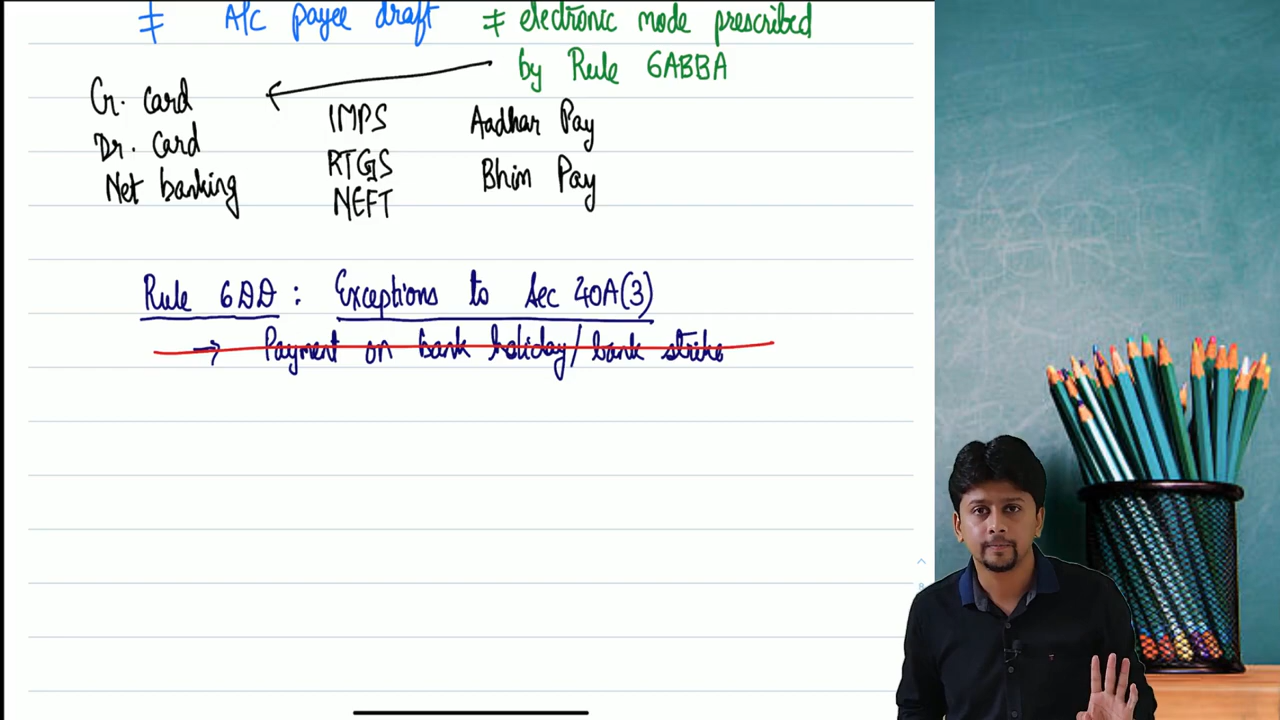 ≠ A/C payee draft ≠ electronic mode prescribed
by Rule 6ABBA
Cr. card
Dr. Card
Net banking
IMPS
RTGS
NEFT
Aadhar Pay
Bhim Pay
Rule 6DD : Exceptions to Sec 40A(3)
→ Payment on bank holiday/ bank strike